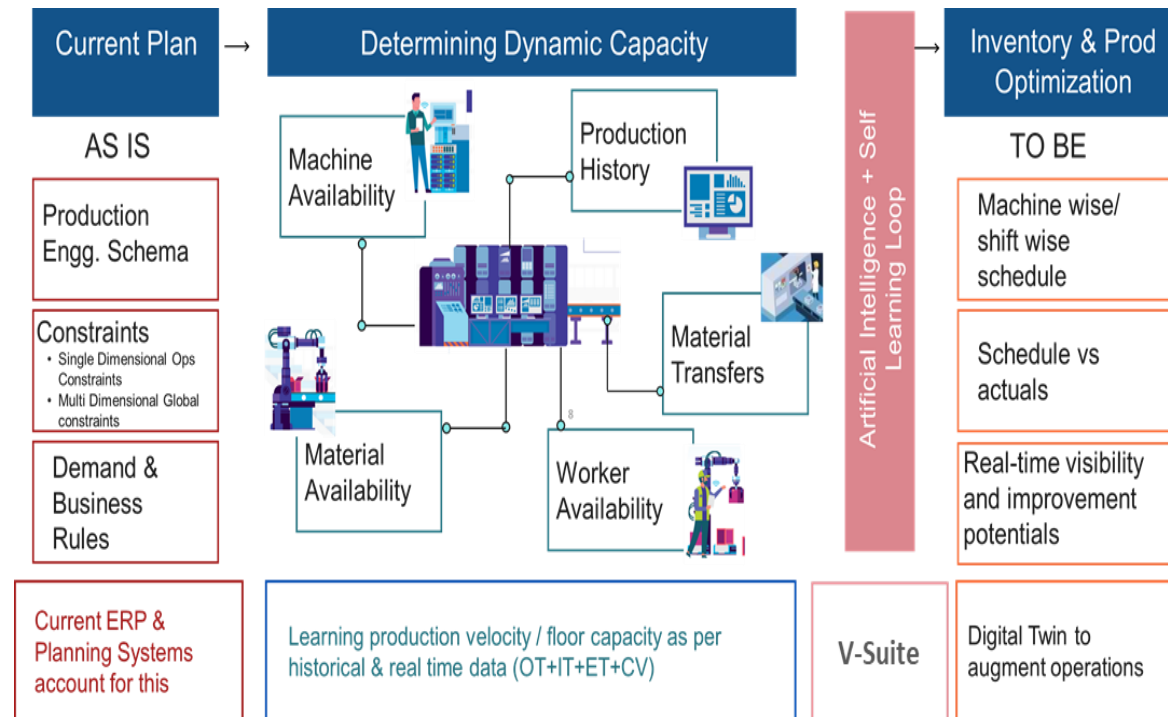 Current Plan
→
Determining Dynamic Capacity
→
Inventory & Prod
Optimization
AS IS
Production
Engg. Schema
Constraints
• Single Dimensional Ops
Constraints
• Multi Dimensional Global
constraints
Demand &
Business
Rules
Current ERP &
Planning Systems
account for this
Machine
Availability
Production
History
Material
Transfers
Material
Availability
8
Worker
Availability
Learning production velocity / floor capacity as per
historical & real time data (OT+IT+ET+CV)
Artificial Intelligence + Self
Learning Loop
V-Suite
TO BE
Machine wise/
shift wise
schedule
Schedule vs
actuals
Real-time visibility
and improvement
potentials
Digital Twin to
augment operations